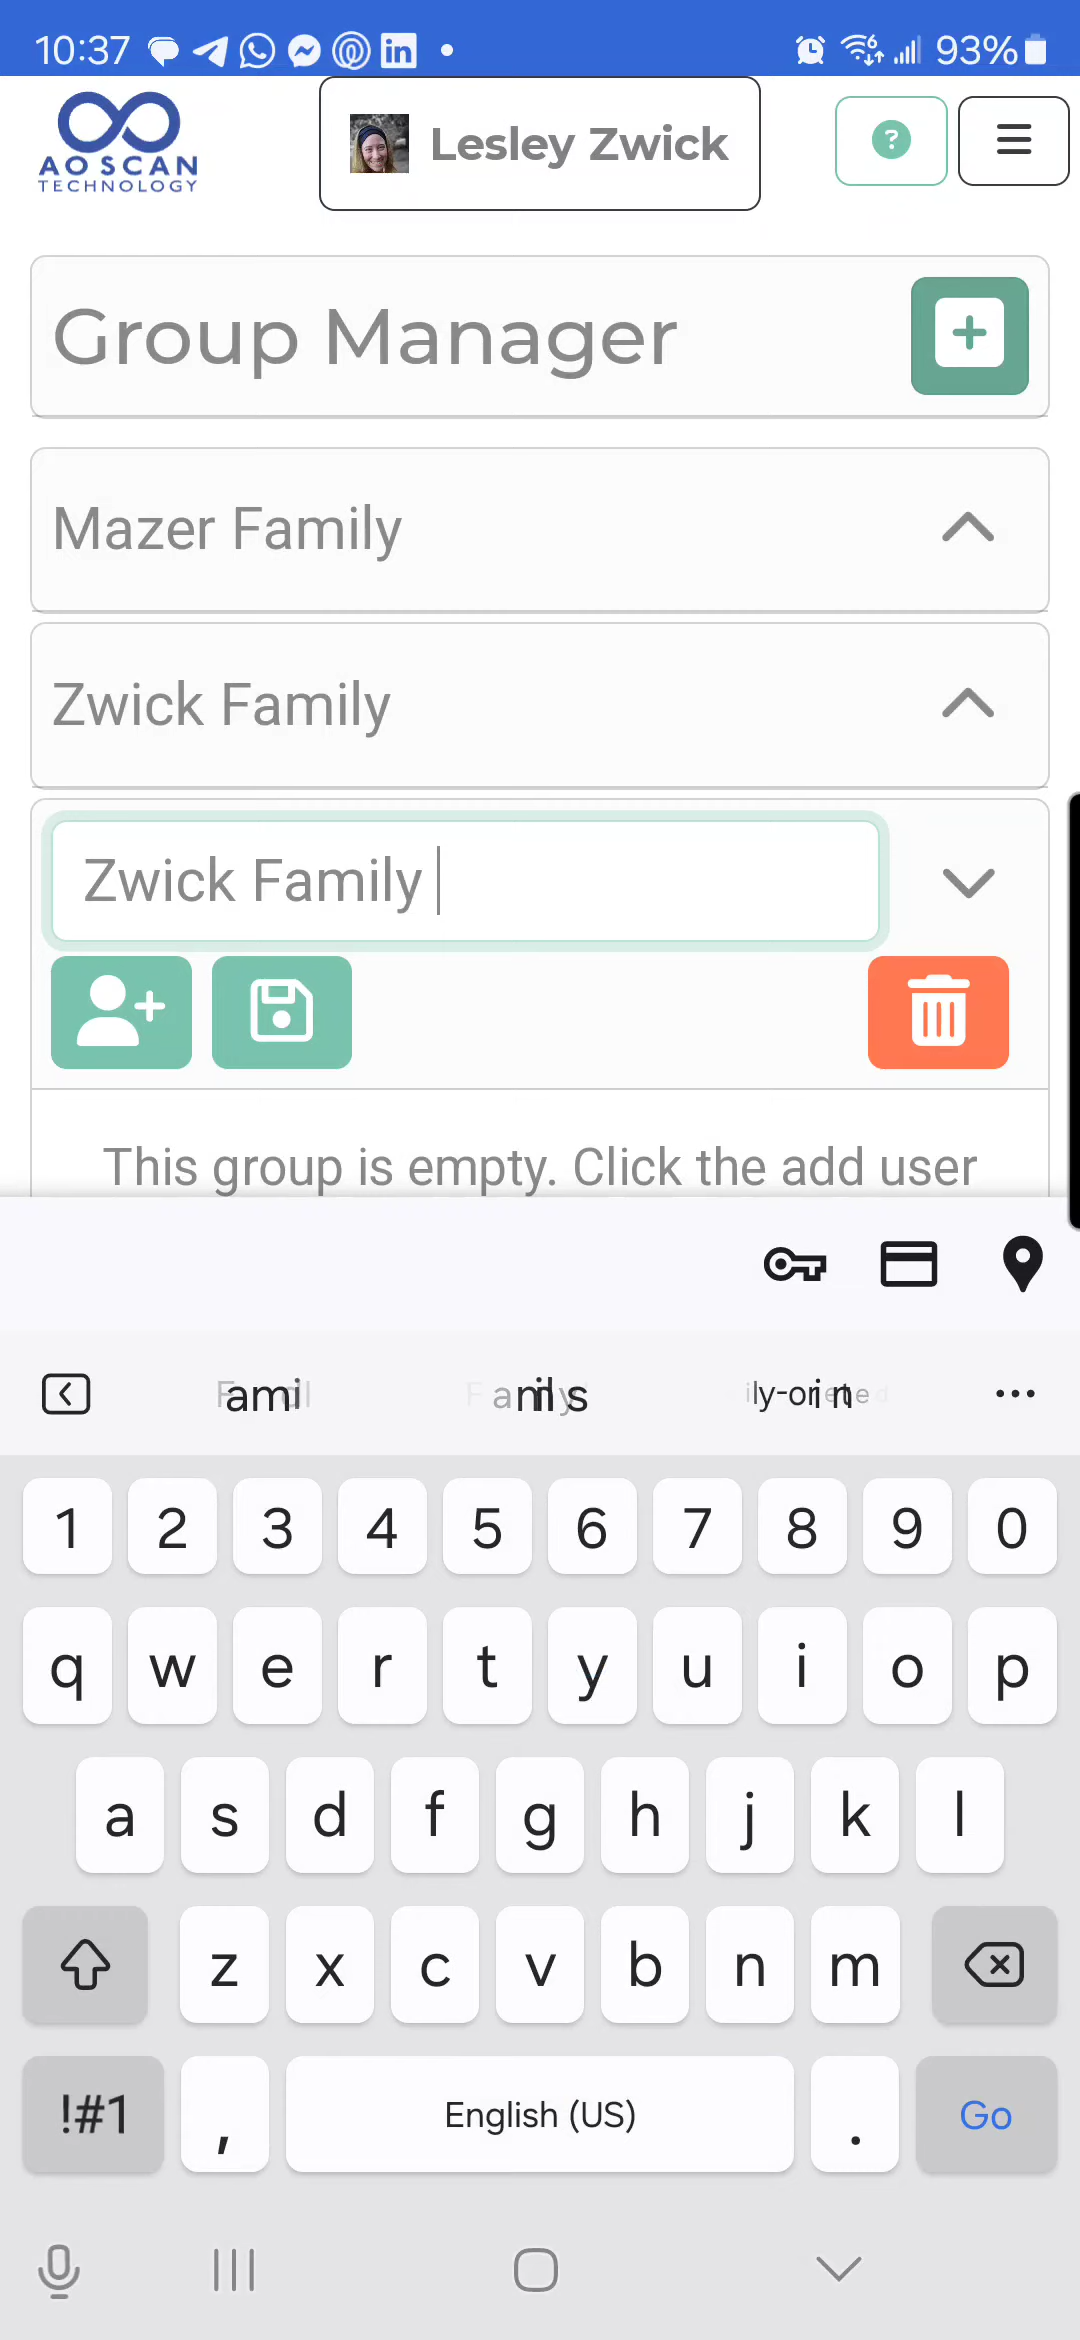 10:37
93%
AO SCAN
TECHNOLOGY
Lesley Zwick
Group Manager
Mazer Family
Zwick Family
Zwick Family
This group is empty. Click the add user
1 2 3 4 5 6 7 8 9 0
q w e r t y u i o p
a s d f g h j k l
z x c v b n m
!#1 , English (US) . Go